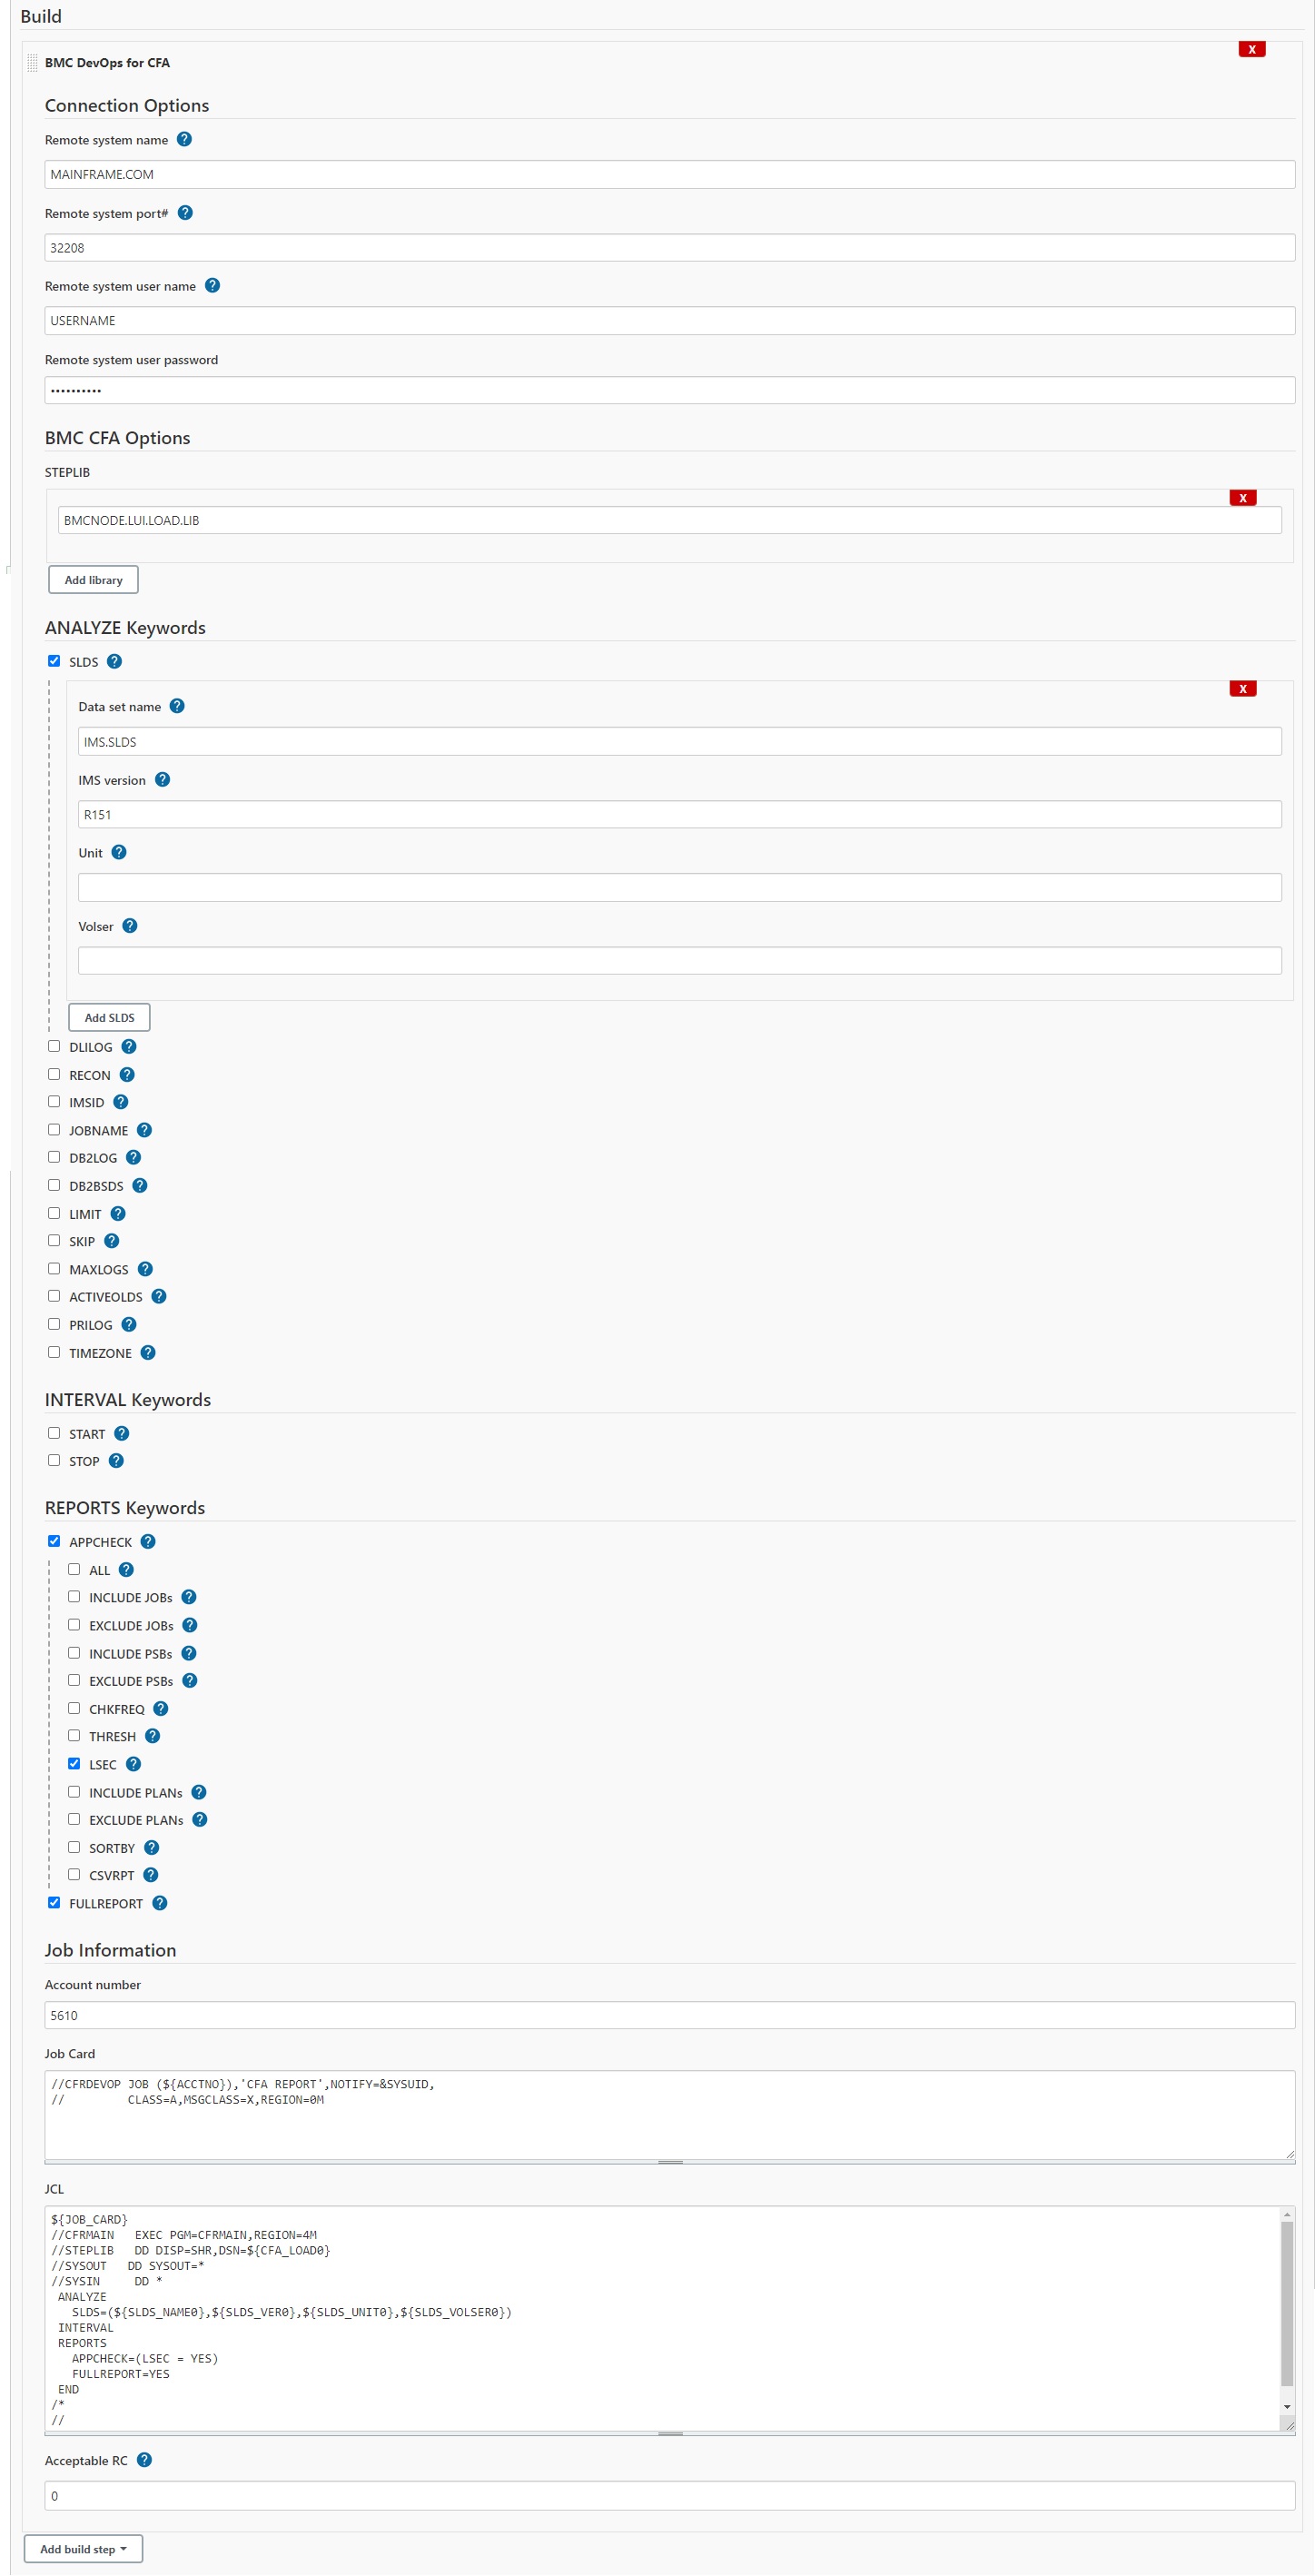 Build
X
BMC DevOps for CFA
Connection Options
Remote system name ?
MAINFRAME.COM
Remote system port# ?
32208
Remote system user name ?
USERNAME
Remote system user password
••••••••••
BMC CFA Options
STEPLIB
X
BMCNODE.LUI.LOAD.LIB
Add library
ANALYZE Keywords
SLDS ?
X
Data set name ?
IMS.SLDS
IMS version ?
R151
Unit ?
Volser ?
Add SLDS
DLILOG ?
RECON ?
IMSID ?
JOBNAME ?
DB2LOG ?
DB2BSDS ?
LIMIT ?
SKIP ?
MAXLOGS ?
ACTIVEOLDS ?
PRILOG ?
TIMEZONE ?
INTERVAL Keywords
START ?
STOP ?
REPORTS Keywords
APPCHECK ?
ALL ?
INCLUDE JOBs ?
EXCLUDE JOBs ?
INCLUDE PSBs ?
EXCLUDE PSBs ?
CHKFREQ ?
THRESH ?
LSEC ?
INCLUDE PLANs ?
EXCLUDE PLANs ?
SORTBY ?
CSVRPT ?
FULLREPORT ?
Job Information
Account number
5610
Job Card
//CFRDEVOP JOB (${ACCTNO}),'CFA REPORT',NOTIFY=&SYSUID,
//         CLASS=A,MSGCLASS=X,REGION=0M
JCL
${JOB_CARD}
//CFRMAIN   EXEC PGM=CFRMAIN,REGION=4M
//STEPLIB   DD DISP=SHR,DSN=${CFA_LOAD0}
//SYSOUT   DD SYSOUT=*
//SYSIN     DD *
 ANALYZE
   SLDS=(${SLDS_NAME0},${SLDS_VER0},${SLDS_UNIT0},${SLDS_VOLSER0})
 INTERVAL
 REPORTS
   APPCHECK=(LSEC = YES)
   FULLREPORT=YES
 END
/*
//
Acceptable RC ?
0
Add build step